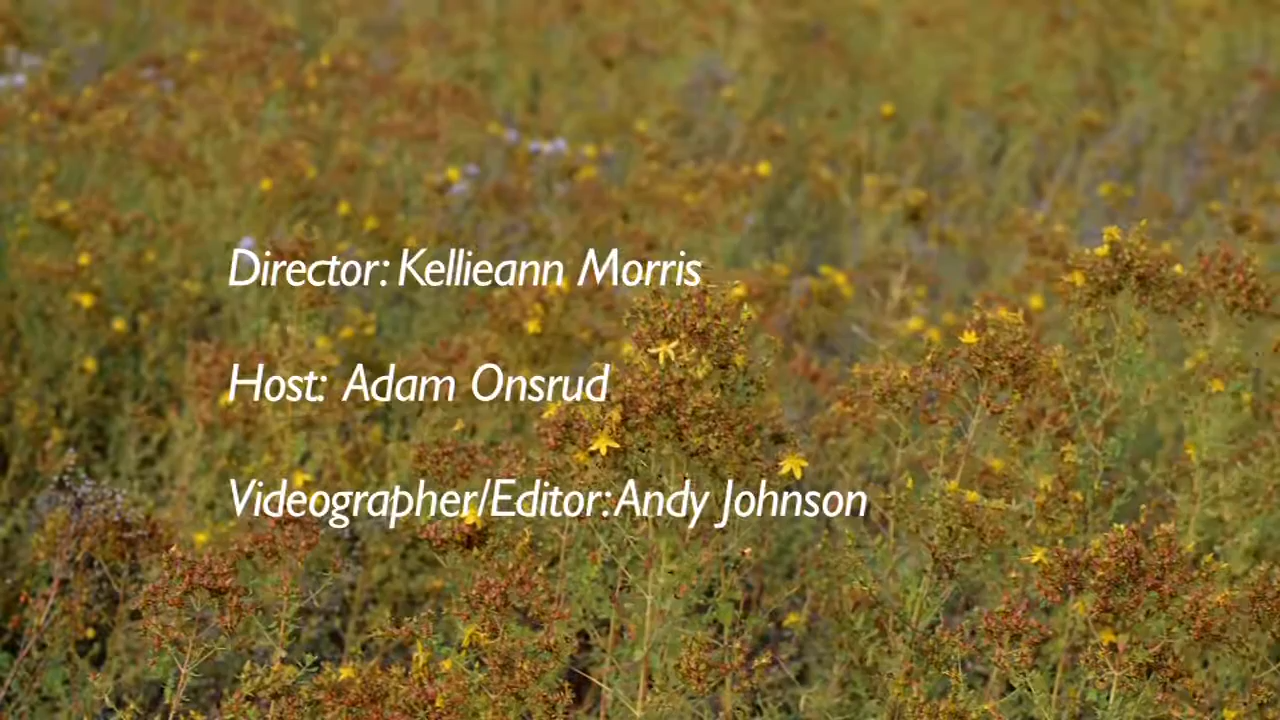 Director: Kellieann Morris
Host: Adam Onsrud
Videographer/Editor: Andy Johnson